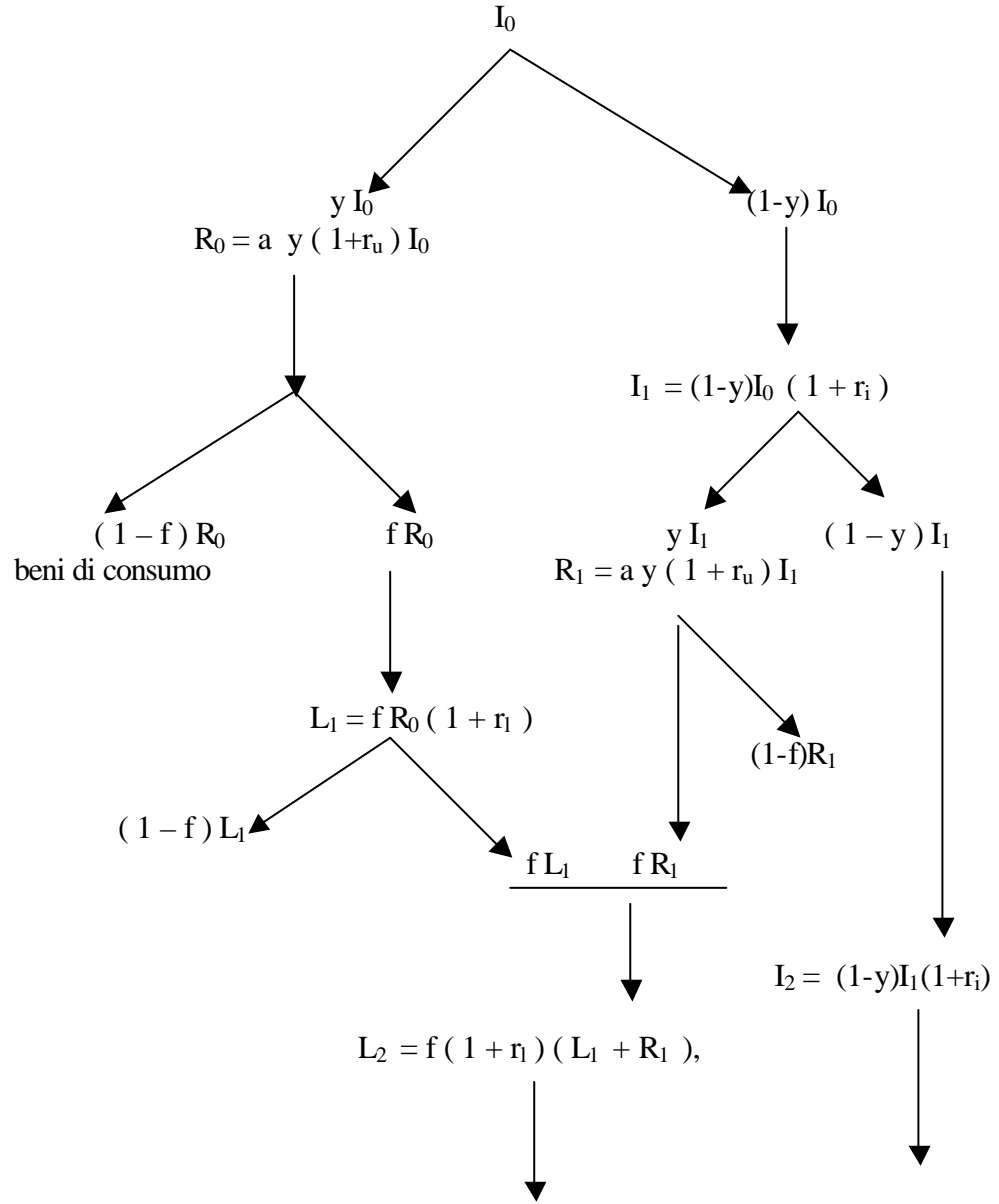 I₀
y I₀ (1-y) I₀
R₀ = a y ( 1+rᵤ ) I₀
I₁ = (1-y)I₀ ( 1 + rᵢ )
( 1 – f ) R₀ f R₀ y I₁ ( 1 – y ) I₁
beni di consumo R₁ = a y ( 1 + rᵤ ) I₁
L₁ = f R₀ ( 1 + rₗ )
(1-f)R₁
( 1 – f ) L₁
f L₁ f R₁
I₂ = (1-y)I₁(1+rᵢ)
L₂ = f ( 1 + rₗ ) ( L₁ + R₁ ),